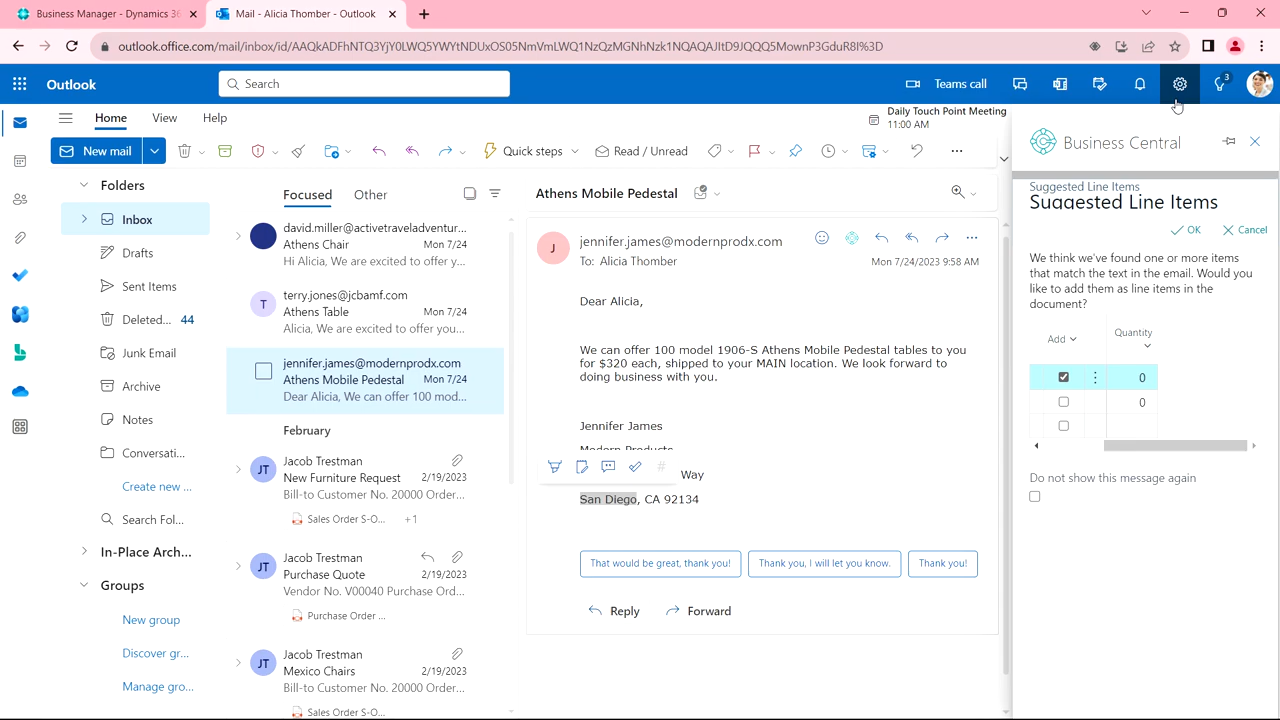 Business Manager - Dynamics 36
Mail - Alicia Thomber - Outlook
outlook.office.com/mail/inbox/id/AAQkADFhNTQ3YjY0LWQ5YWYtNDUxOS05NmVmLWQ1NzQzMGNhNzk1NQAQAJItD9JQQQ5MownP3GduR8I%3D
Outlook
Search
Teams call
3
Home
View
Help
Daily Touch Point Meeting
11:00 AM
New mail
Quick steps
Read / Unread
Business Central
Folders
Inbox
Drafts
Sent Items
Deleted... 44
Junk Email
Archive
Notes
Conversati...
Create new ...
Search Fol...
In-Place Arch...
Groups
New group
Discover gr...
Manage gro...
Focused
Other
david.miller@activetraveladventur...
Athens Chair Mon 7/24
Hi Alicia, We are excited to offer y...
T
terry.jones@jcbamf.com
Athens Table Mon 7/24
Alicia, We are excited to offer you...
jennifer.james@modernprodx.com
Athens Mobile Pedestal Mon 7/24
Dear Alicia, We can offer 100 mod...
February
JT
Jacob Trestman
New Furniture Request 2/19/2023
Bill-to Customer No. 20000 Order...
Sales Order S-O... +1
JT
Jacob Trestman
Purchase Quote 2/19/2023
Vendor No. V00040 Purchase Ord...
Purchase Order ...
JT
Jacob Trestman
Mexico Chairs 2/19/2023
Bill-to Customer No. 20000 Order...
Sales Order S-O...
Athens Mobile Pedestal
J
jennifer.james@modernprodx.com
To: Alicia Thomber
Mon 7/24/2023 9:58 AM
Dear Alicia,
We can offer 100 model 1906-S Athens Mobile Pedestal tables to you
for $320 each, shipped to your MAIN location. We look forward to
doing business with you.
Jennifer James
Modern Products
Way
San Diego, CA 92134
That would be great, thank you!
Thank you, I will let you know.
Thank you!
Reply
Forward
Suggested Line Items
Suggested Line Items
OK
Cancel
We think we've found one or more items
that match the text in the email. Would you
like to add them as line items in the
document?
Add
Quantity
0
0
Do not show this message again